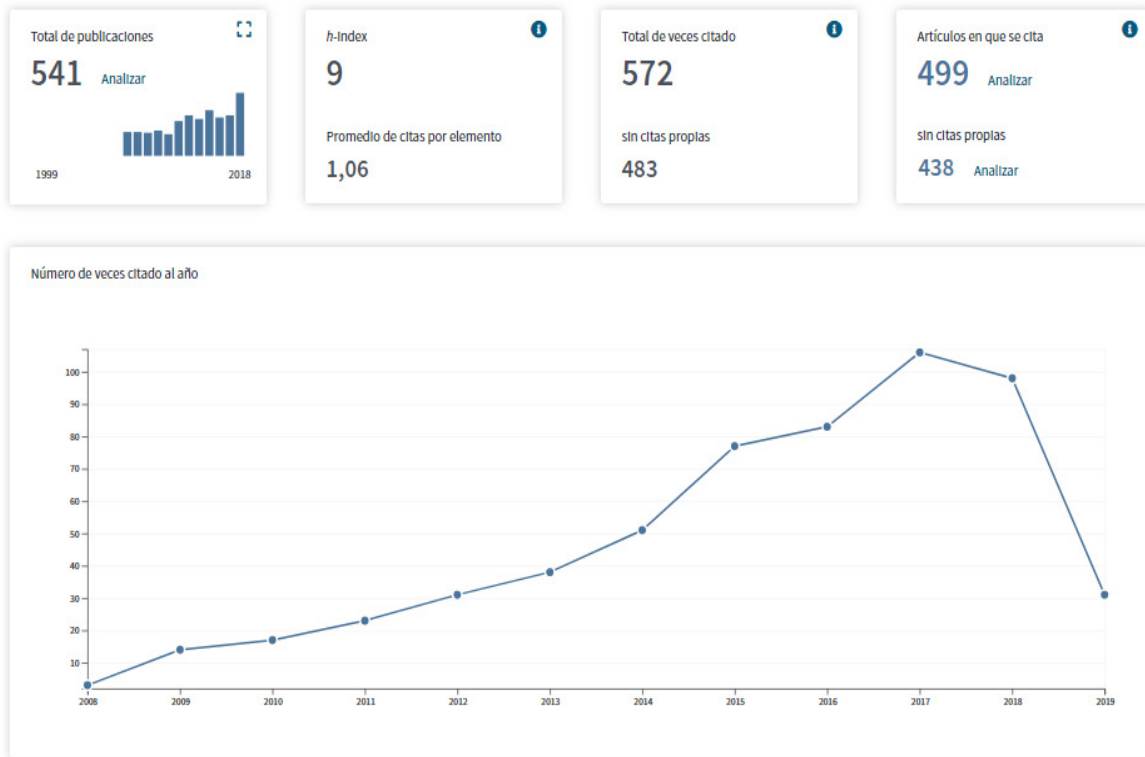 Total de publicaciones
541 Analizar
1999 2018
h-index
9
Promedio de citas por elemento
1,06
Total de veces citado
572
sin citas propias
483
Artículos en que se cita
499 Analizar
sin citas propias
438 Analizar
Número de veces citado al año
100
90
80
70
60
50
40
30
20
10
2008 2009 2010 2011 2012 2013 2014 2015 2016 2017 2018 2019